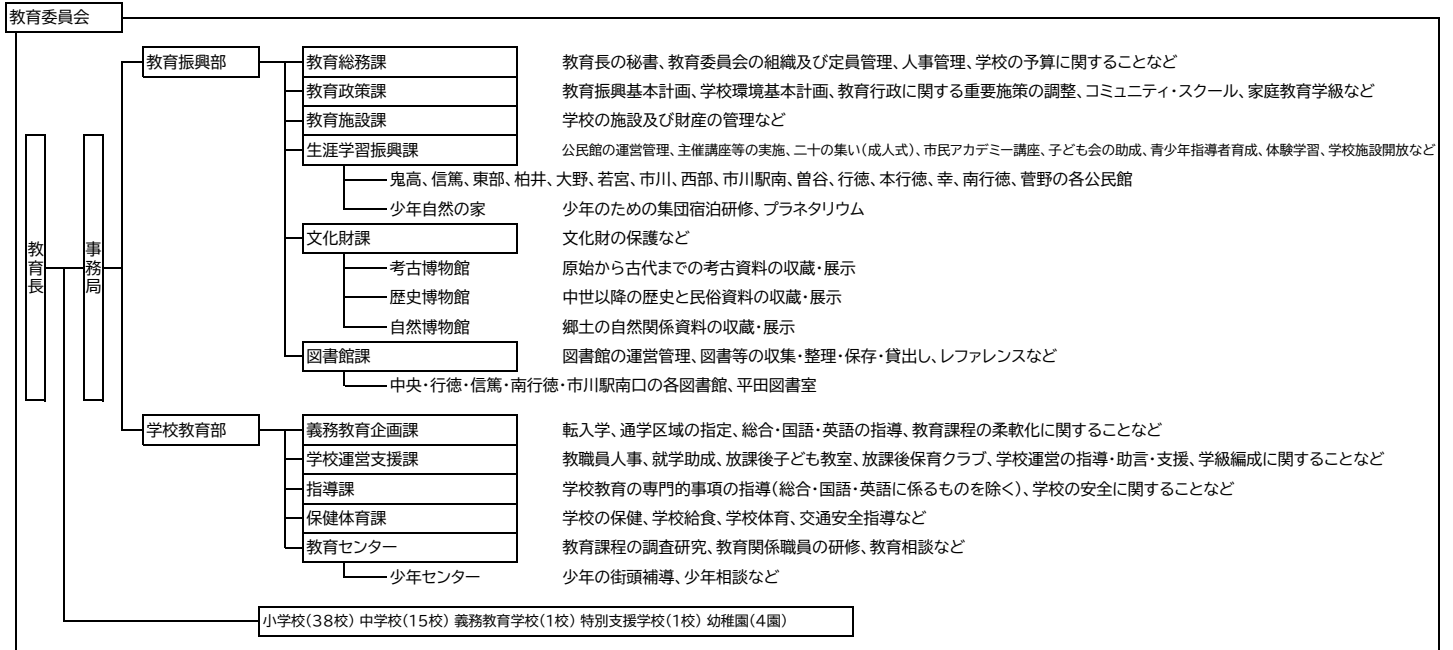 教育委員会
教育振興部
教育総務課 教育長の秘書、教育委員会の組織及び定員管理、人事管理、学校の予算に関することなど
教育政策課 教育振興基本計画、学校環境基本計画、教育行政に関する重要施策の調整、コミュニティ・スクール、家庭教育学級など
教育施設課 学校の施設及び財産の管理など
生涯学習振興課 公民館の運営管理、主催講座等の実施、二十の集い(成人式)、市民アカデミー講座、子ども会の助成、青少年指導者育成、体験学習、学校施設開放など
鬼高、信篤、東部、柏井、大野、若宮、市川、西部、市川駅南、曽谷、行徳、本行徳、幸、南行徳、菅野の各公民館
少年自然の家 少年のための集団宿泊研修、プラネタリウム
教育長
事務局
文化財課 文化財の保護など
考古博物館 原始から古代までの考古資料の収蔵・展示
歴史博物館 中世以降の歴史と民俗資料の収蔵・展示
自然博物館 郷土の自然関係資料の収蔵・展示
図書館課 図書館の運営管理、図書等の収集・整理・保存・貸出し、レファレンスなど
中央・行徳・信篤・南行徳・市川駅南口の各図書館、平田図書室
学校教育部
義務教育企画課 転入学、通学区域の指定、総合・国語・英語の指導、教育課程の柔軟化に関することなど
学校運営支援課 教職員人事、就学助成、放課後子ども教室、放課後保育クラブ、学校運営の指導・助言・支援、学級編成に関することなど
指導課 学校教育の専門的事項の指導(総合・国語・英語に係るものを除く)、学校の安全に関することなど
保健体育課 学校の保健、学校給食、学校体育、交通安全指導など
教育センター 教育課程の調査研究、教育関係職員の研修、教育相談など
少年センター 少年の街頭補導、少年相談など
小学校(38校) 中学校(15校) 義務教育学校(1校) 特別支援学校(1校) 幼稚園(4園)